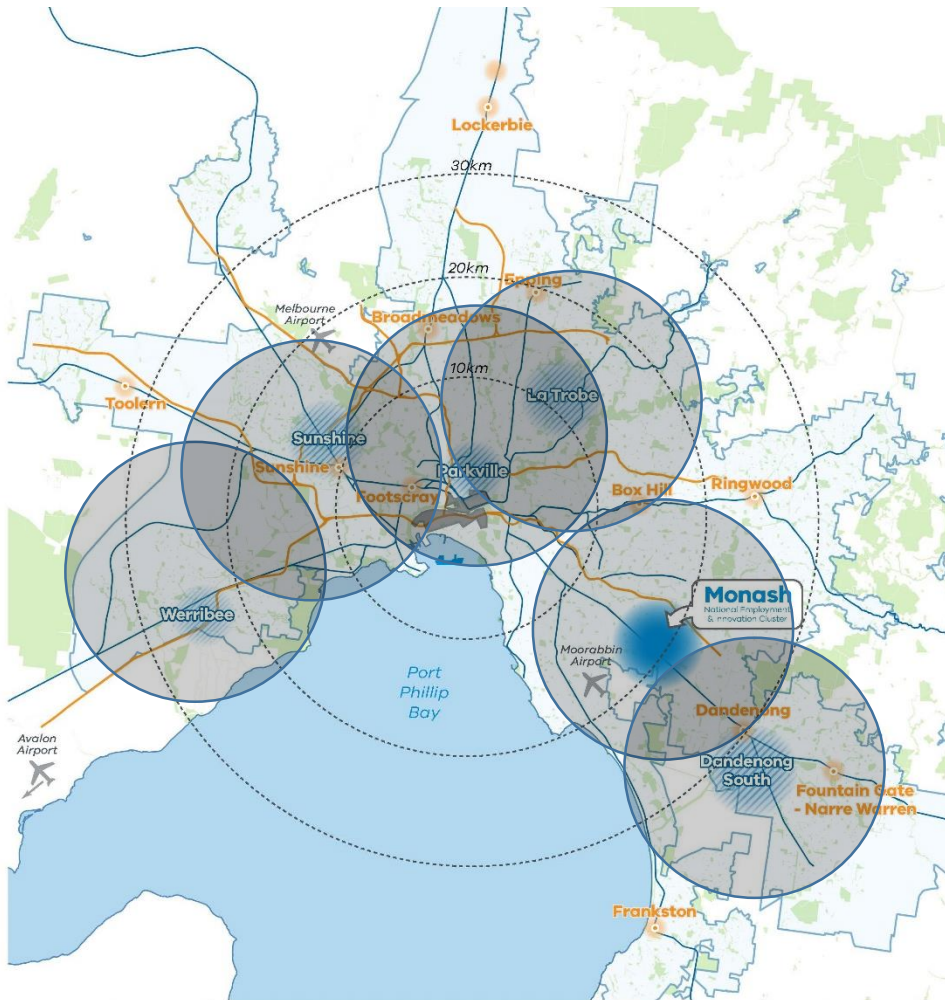 Lockerbie
30km
20km
Epping
Melbourne
Airport
Broadmeadows
10km
Toolern
La Trobe
Sunshine
Sunshine
Parkville
Footscray
Box Hill
Ringwood
Monash
National Employment
& Innovation Cluster
Werribee
Moorabbin
Airport
Port
Phillip
Bay
Dandenong
Avalon
Airport
Dandenong
South
Fountain Gate
- Narre Warren
Frankston